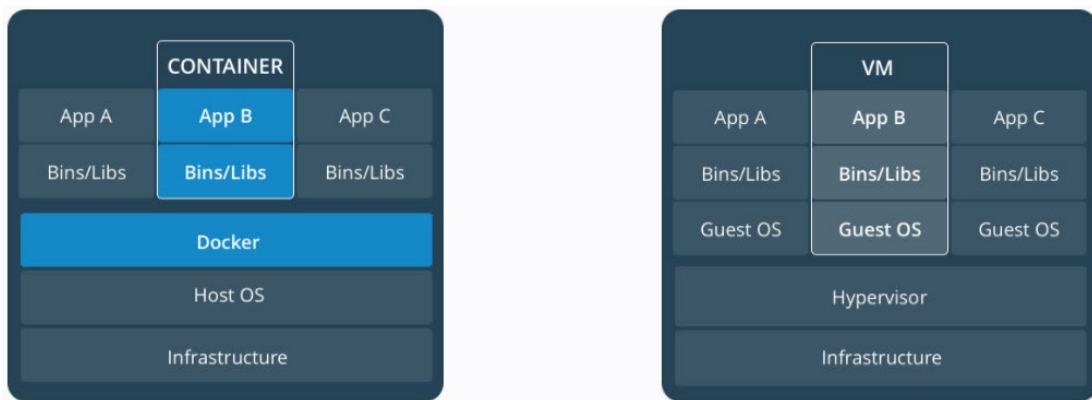 CONTAINER
App A App B App C
Bins/Libs Bins/Libs Bins/Libs
Docker
Host OS
Infrastructure
VM
App A App B App C
Bins/Libs Bins/Libs Bins/Libs
Guest OS Guest OS Guest OS
Hypervisor
Infrastructure